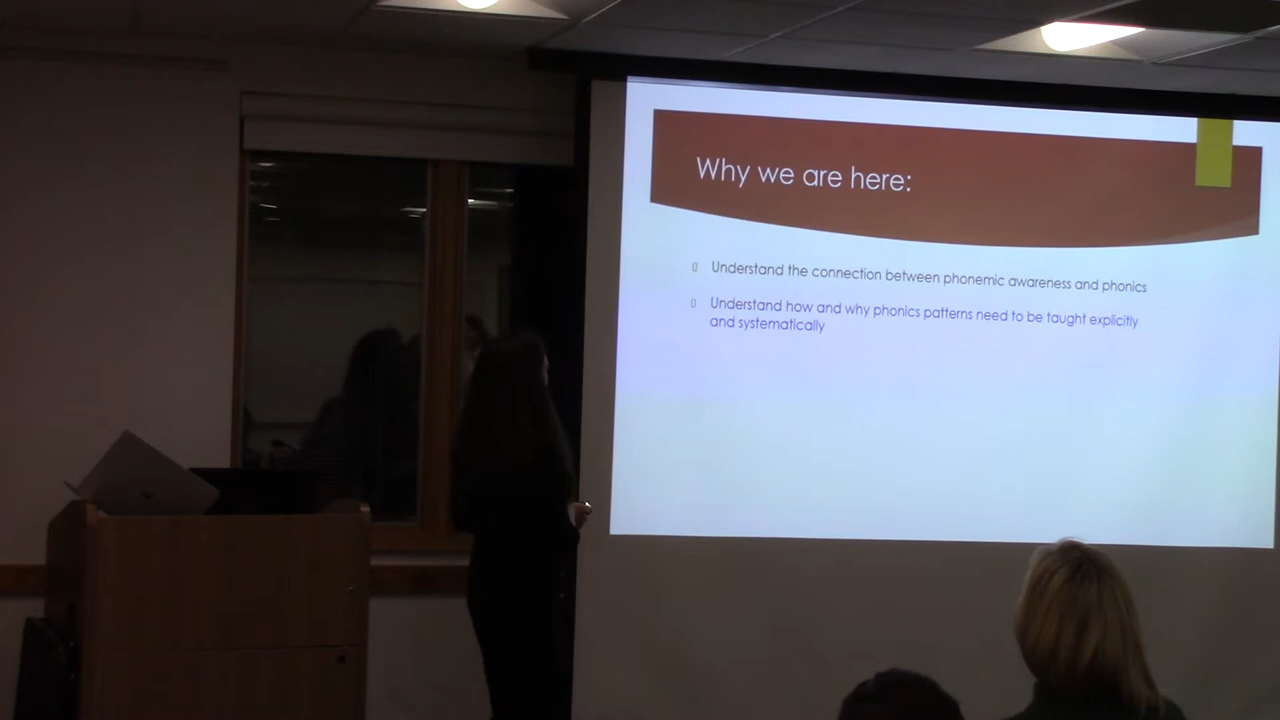 Why we are here:
▯ Understand the connection between phonemic awareness and phonics
▯ Understand how and why phonics patterns need to be taught explicitly
and systematically